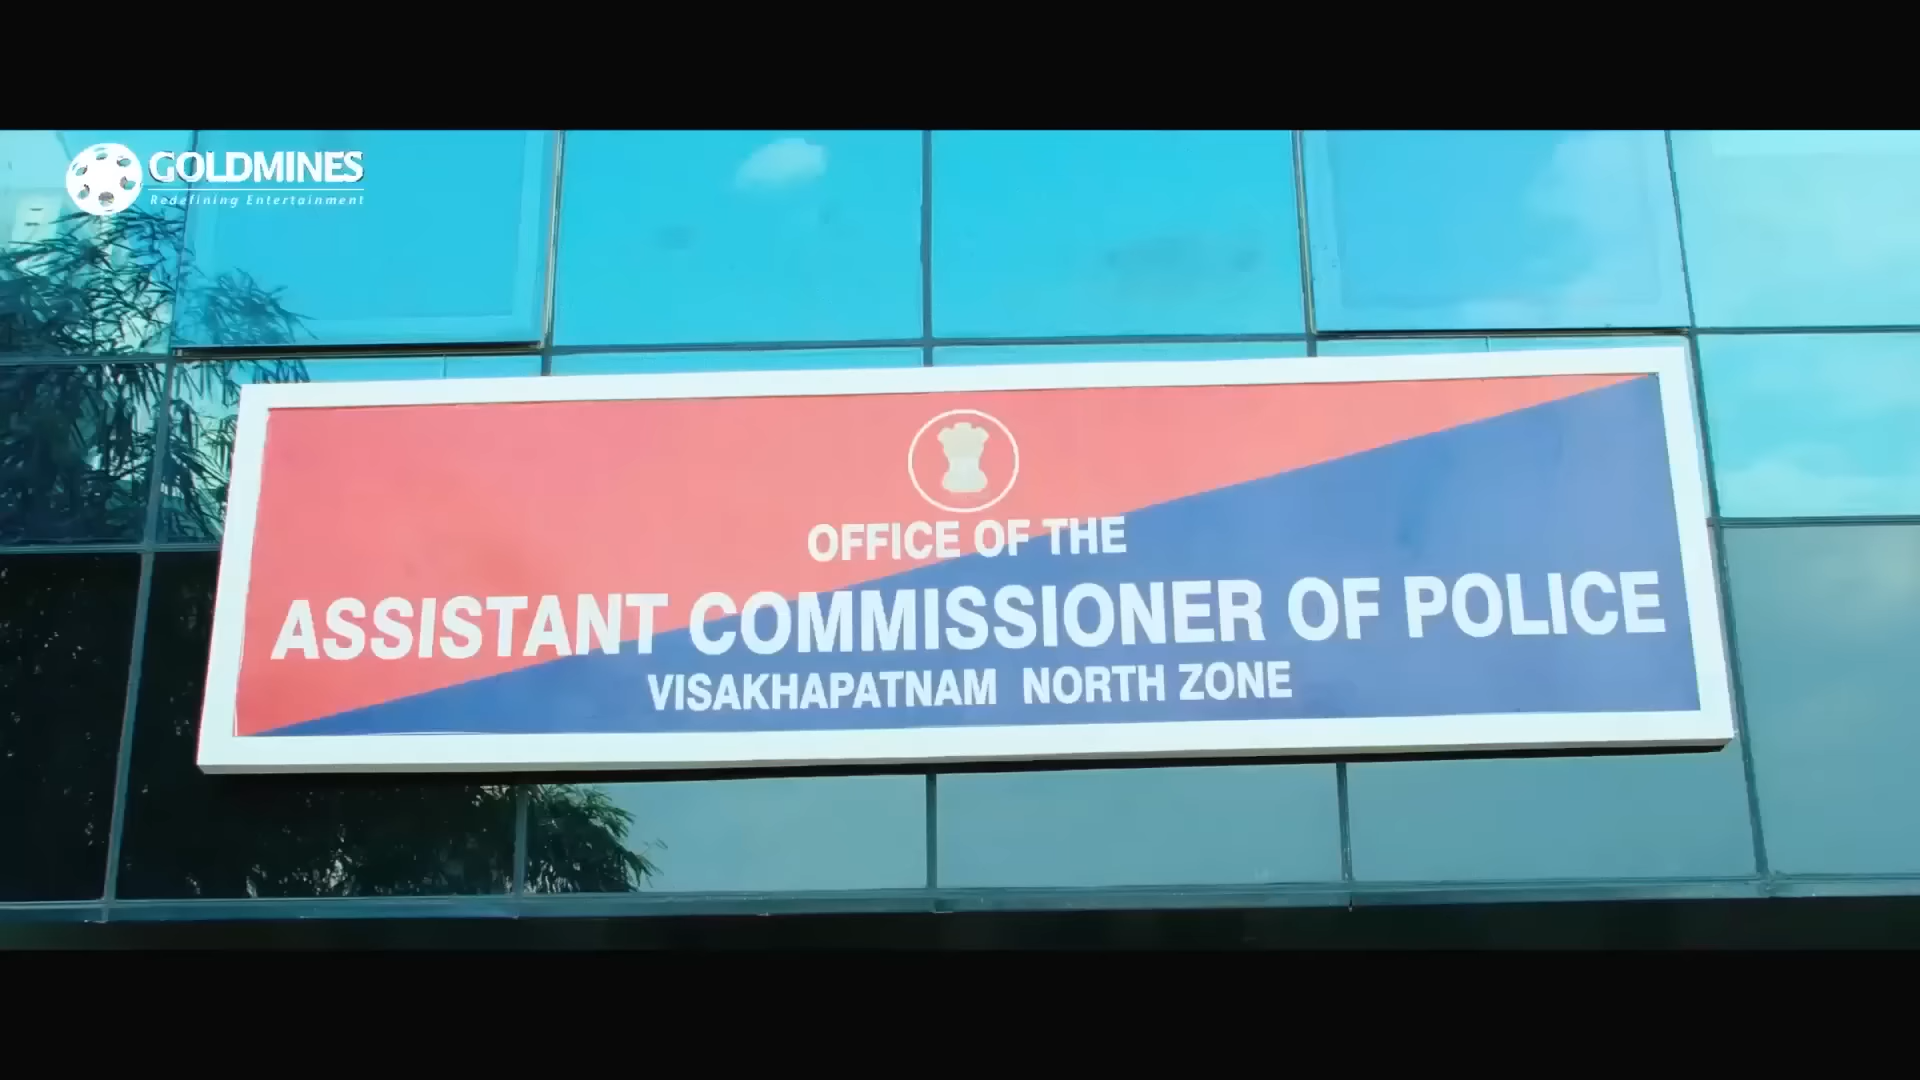 GOLDMINES
Redefining Entertainment
OFFICE OF THE
ASSISTANT COMMISSIONER OF POLICE
VISAKHAPATNAM NORTH ZONE